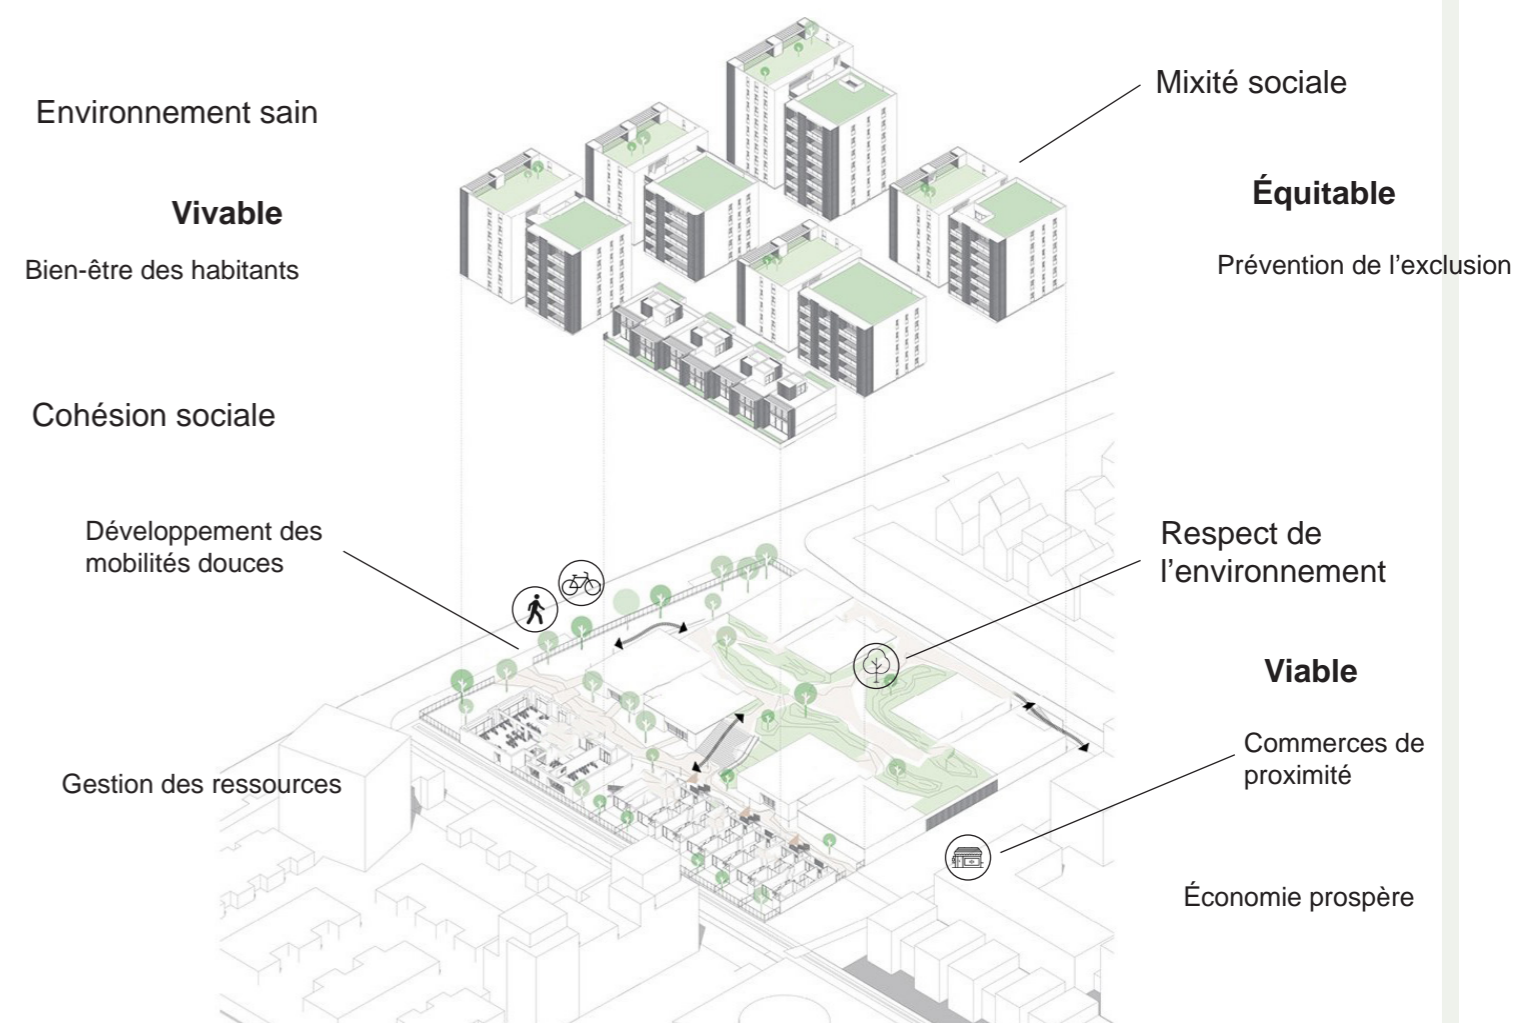 Environnement sain
Mixité sociale
Vivable
Équitable
Bien-être des habitants
Prévention de l’exclusion
Cohésion sociale
Développement des
mobilités douces
Respect de
l’environnement
Viable
Gestion des ressources
Commerces de
proximité
Économie prospère